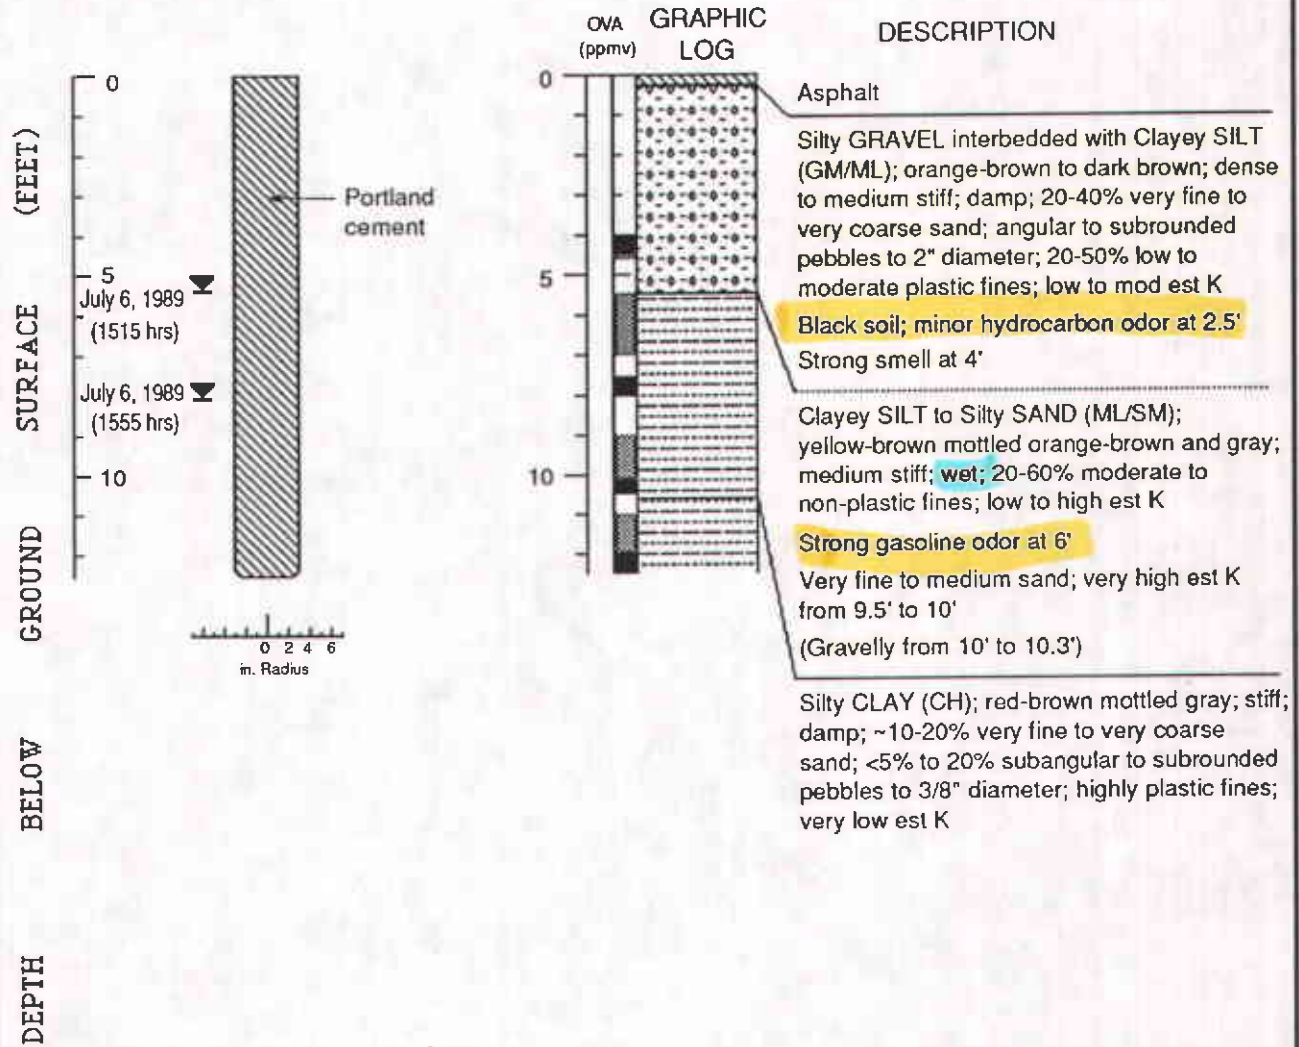 OVA
(ppmv)
GRAPHIC
LOG
DESCRIPTION
DEPTH BELOW GROUND SURFACE (FEET)
0
5
July 6, 1989
(1515 hrs)
July 6, 1989
(1555 hrs)
10
Portland
cement
0 2 4 6
in. Radius
0
5
10
Asphalt
Silty GRAVEL interbedded with Clayey SILT
(GM/ML); orange-brown to dark brown; dense
to medium stiff; damp; 20-40% very fine to
very coarse sand; angular to subrounded
pebbles to 2" diameter; 20-50% low to
moderate plastic fines; low to mod est K
Black soil; minor hydrocarbon odor at 2.5'
Strong smell at 4'
Clayey SILT to Silty SAND (ML/SM);
yellow-brown mottled orange-brown and gray;
medium stiff; wet; 20-60% moderate to
non-plastic fines; low to high est K
Strong gasoline odor at 6'
Very fine to medium sand; very high est K
from 9.5' to 10'
(Gravelly from 10' to 10.3')
Silty CLAY (CH); red-brown mottled gray; stiff;
damp; ~10-20% very fine to very coarse
sand; <5% to 20% subangular to subrounded
pebbles to 3/8" diameter; highly plastic fines;
very low est K